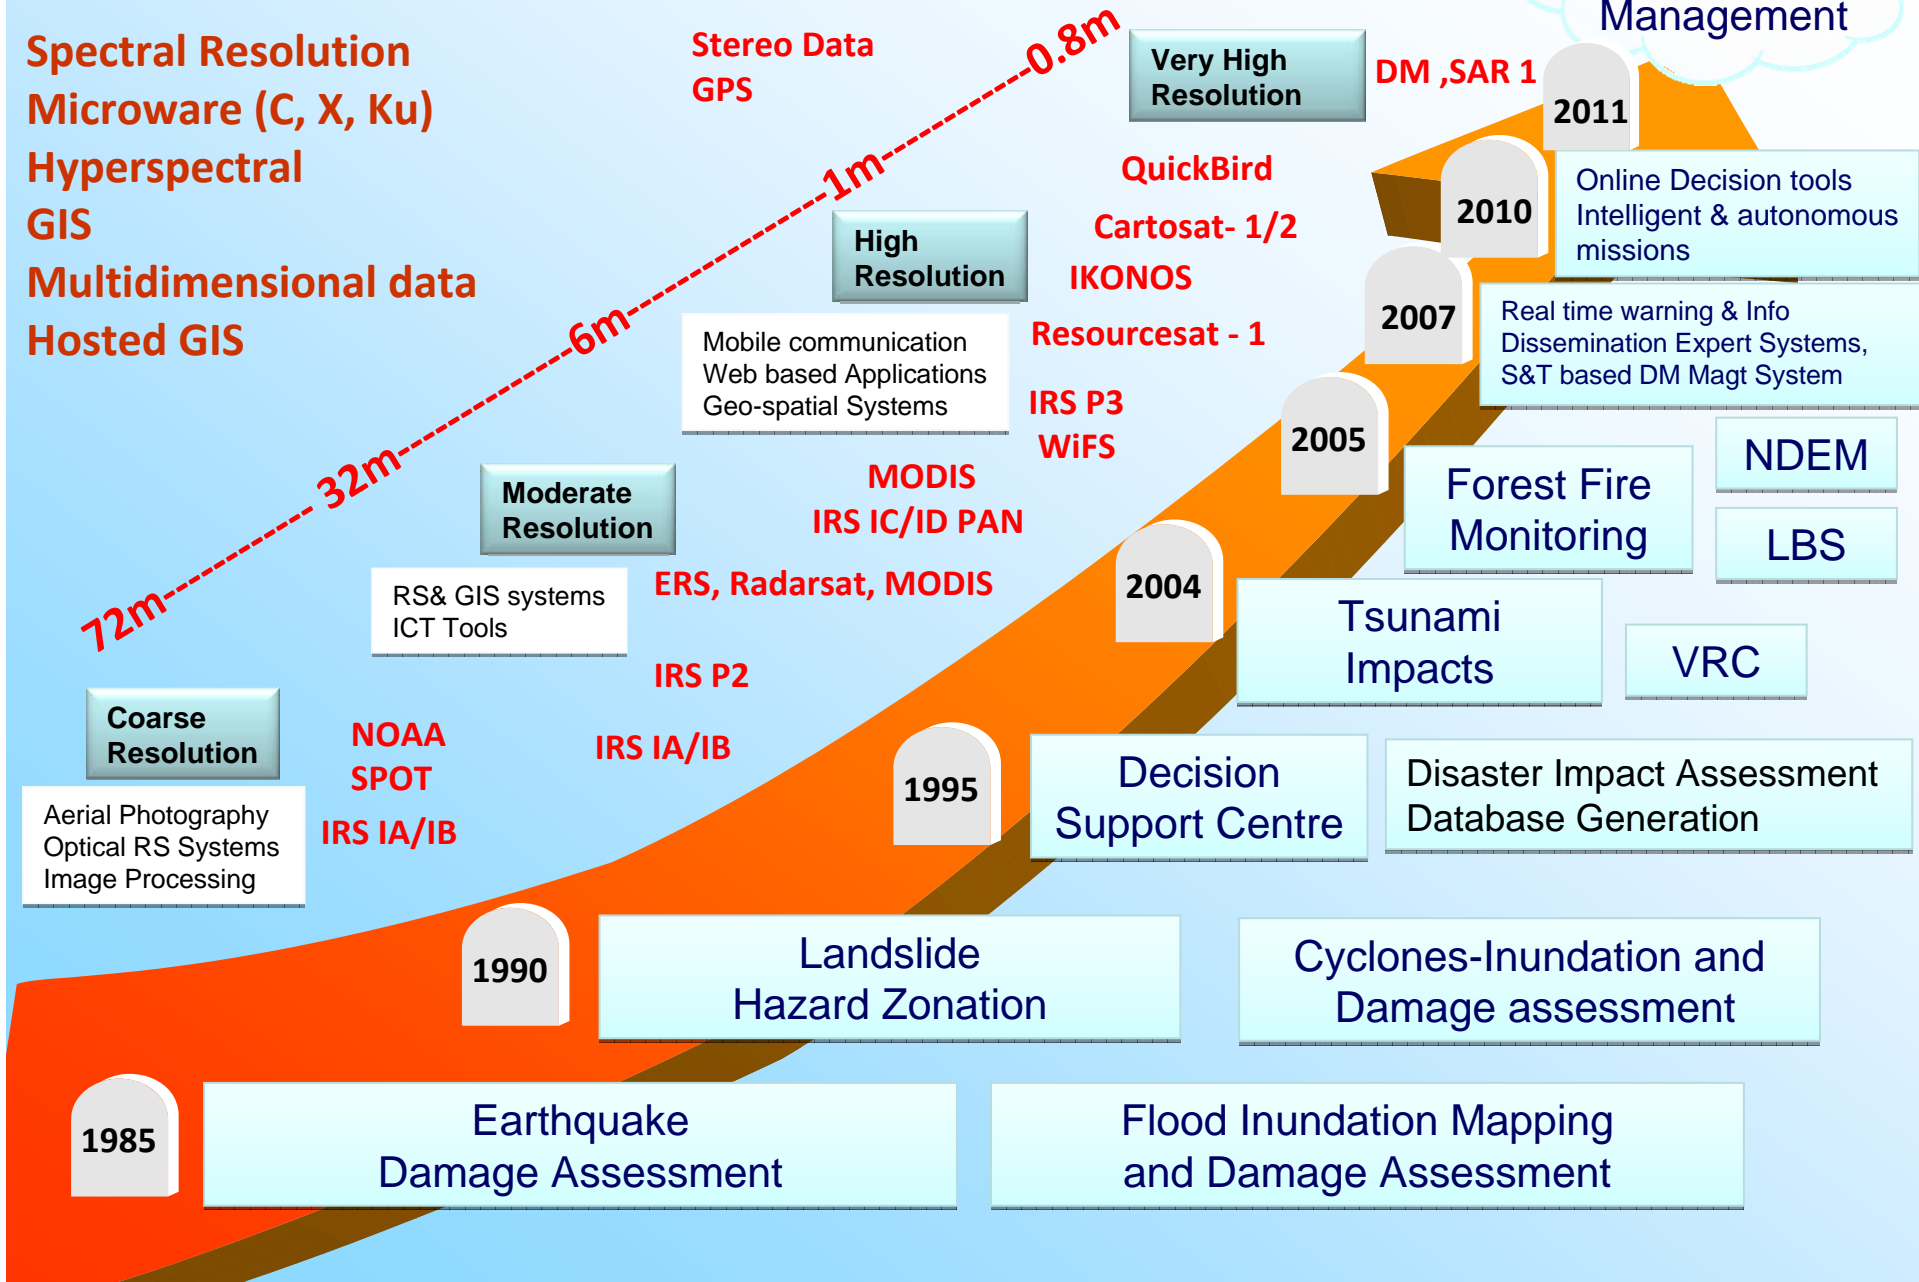 Management
Spectral Resolution
Microware (C, X, Ku)
Hyperspectral
GIS
Multidimensional data
Hosted GIS
Stereo Data
GPS
72m
32m
6m
1m
0.8m
Very High
Resolution
DM ,SAR 1
QuickBird
Cartosat- 1/2
IKONOS
Resourcesat - 1
IRS P3
WiFS
High
Resolution
Mobile communication
Web based Applications
Geo-spatial Systems
MODIS
IRS IC/ID PAN
Moderate
Resolution
RS& GIS systems
ICT Tools
ERS, Radarsat, MODIS
IRS P2
IRS IA/IB
Coarse
Resolution
Aerial Photography
Optical RS Systems
Image Processing
NOAA
SPOT
IRS IA/IB
2011
2010
Online Decision tools
Intelligent & autonomous
missions
2007
Real time warning & Info
Dissemination Expert Systems,
S&T based DM Magt System
2005
Forest Fire
Monitoring
NDEM
LBS
2004
Tsunami
Impacts
VRC
1995
Decision
Support Centre
Disaster Impact Assessment
Database Generation
1990
Landslide
Hazard Zonation
Cyclones-Inundation and
Damage assessment
1985
Earthquake
Damage Assessment
Flood Inundation Mapping
and Damage Assessment